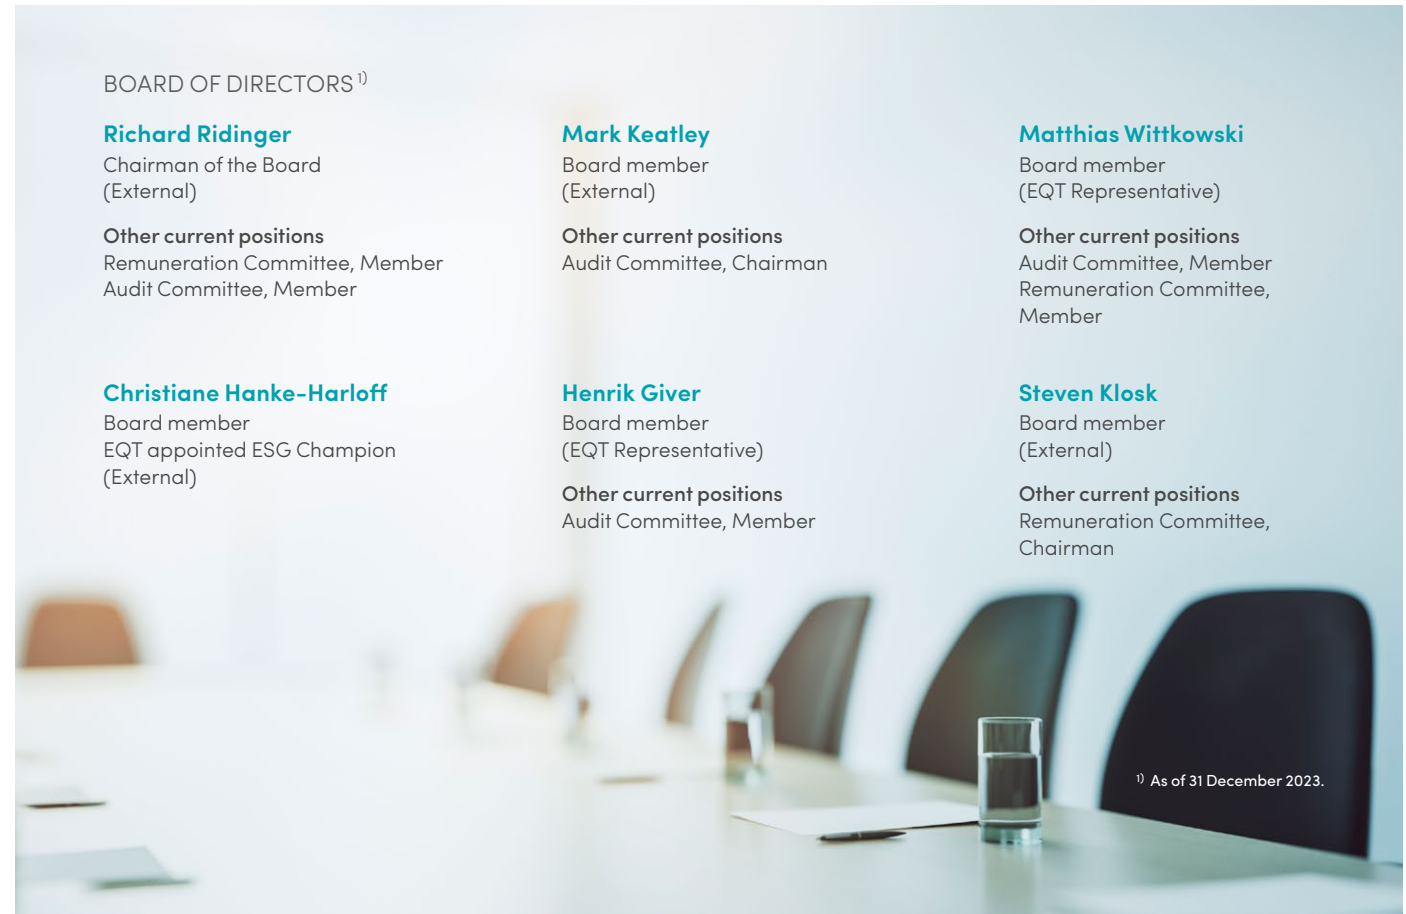 BOARD OF DIRECTORS 1)
Richard Ridinger
Chairman of the Board
(External)
Other current positions
Remuneration Committee, Member
Audit Committee, Member
Mark Keatley
Board member
(External)
Other current positions
Audit Committee, Chairman
Matthias Wittkowski
Board member
(EQT Representative)
Other current positions
Audit Committee, Member
Remuneration Committee,
Member
Christiane Hanke-Harloff
Board member
EQT appointed ESG Champion
(External)
Henrik Giver
Board member
(EQT Representative)
Other current positions
Audit Committee, Member
Steven Klosk
Board member
(External)
Other current positions
Remuneration Committee,
Chairman
1) As of 31 December 2023.